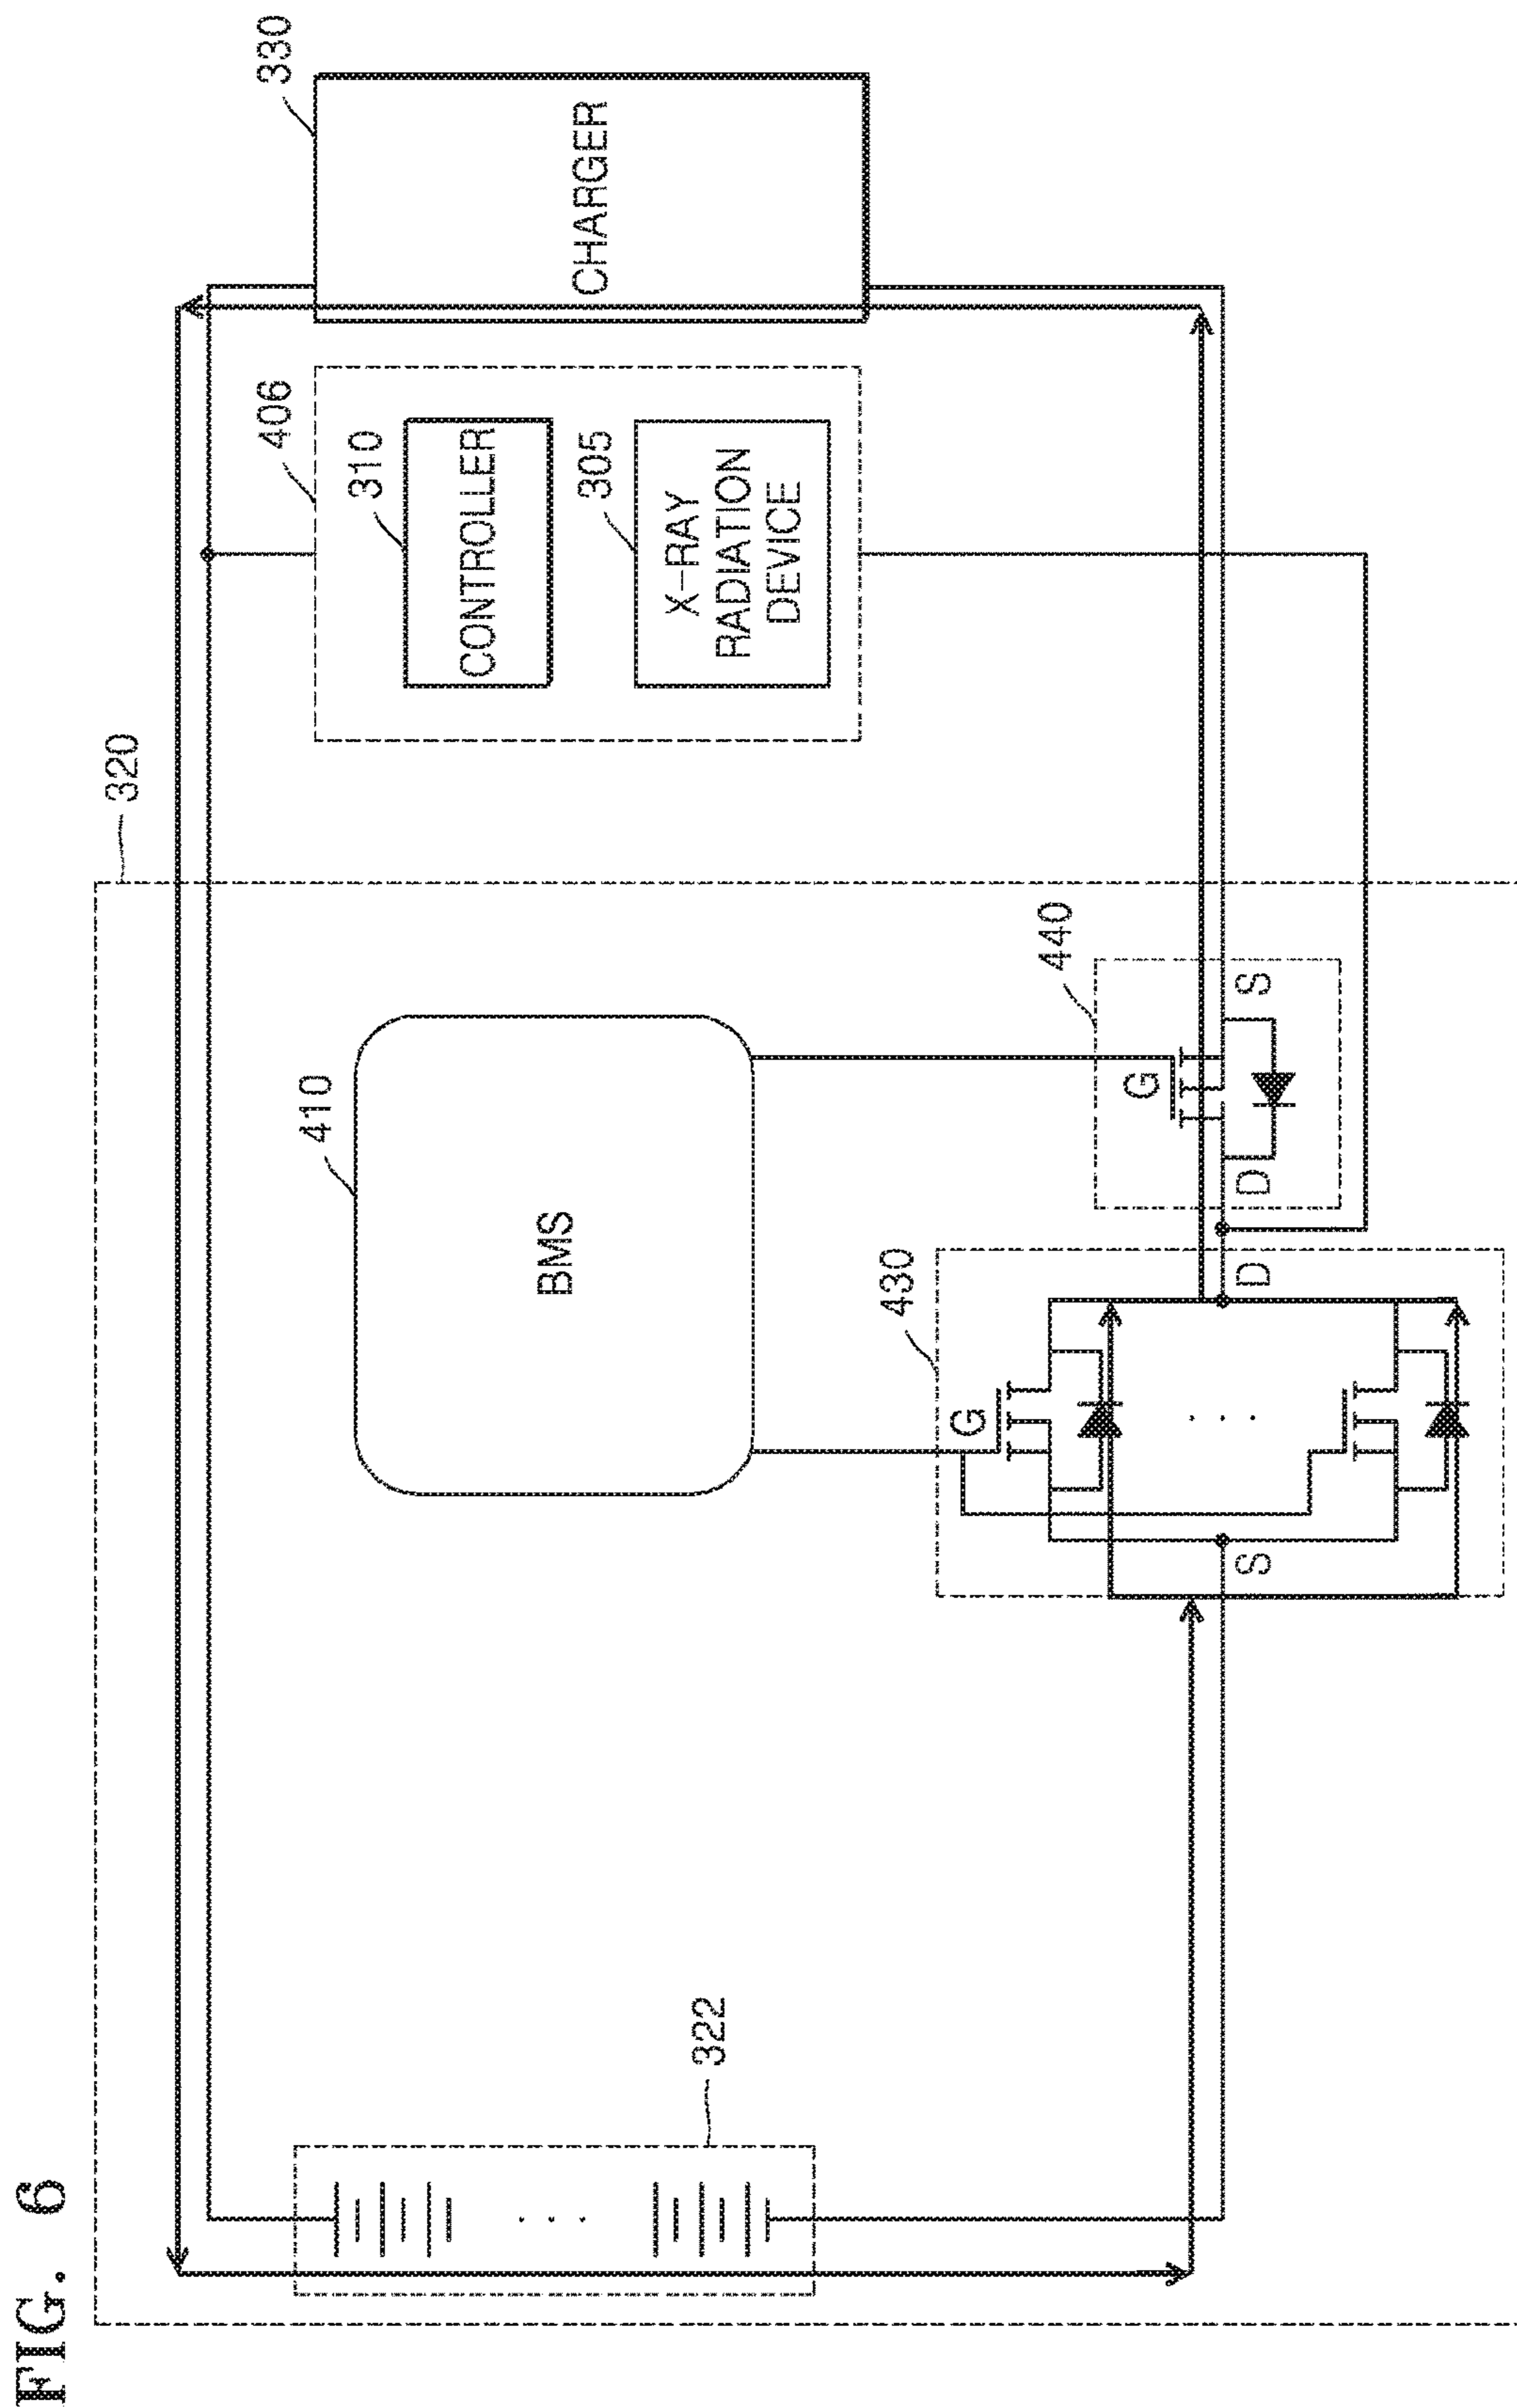 FIG. 6
320
322
410
BMS
430
G
S
D
. . .
440
G
D
S
406
310
CONTROLLER
305
X-RAY
RADIATION
DEVICE
330
CHARGER